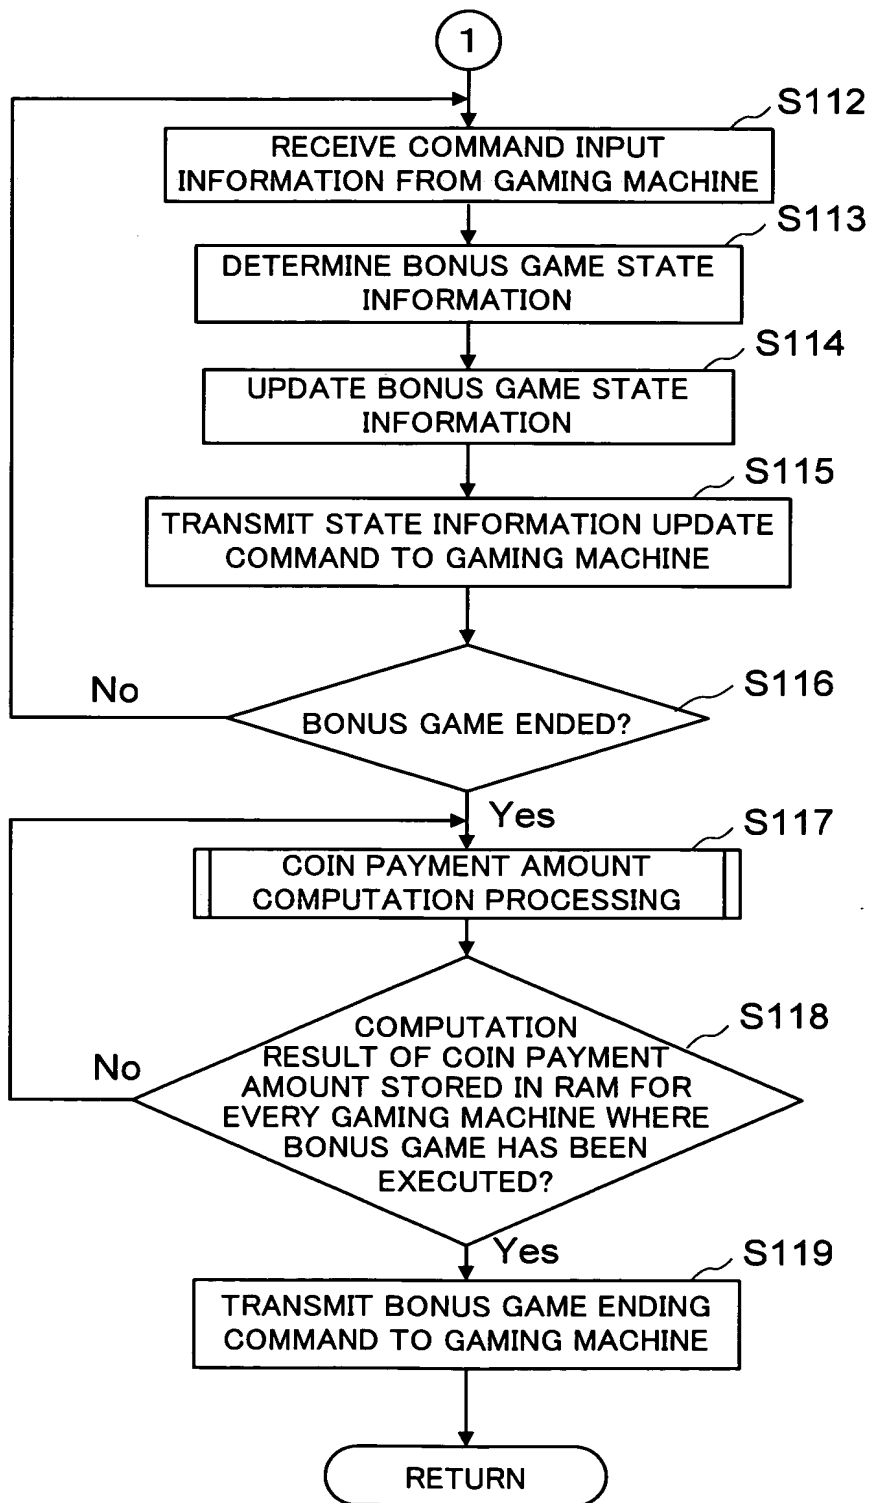 1
S112
RECEIVE COMMAND INPUT
INFORMATION FROM GAMING MACHINE
S113
DETERMINE BONUS GAME STATE
INFORMATION
S114
UPDATE BONUS GAME STATE
INFORMATION
S115
TRANSMIT STATE INFORMATION UPDATE
COMMAND TO GAMING MACHINE
S116
No
BONUS GAME ENDED?
Yes
S117
COIN PAYMENT AMOUNT
COMPUTATION PROCESSING
S118
No
COMPUTATION
RESULT OF COIN PAYMENT
AMOUNT STORED IN RAM FOR
EVERY GAMING MACHINE WHERE
BONUS GAME HAS BEEN
EXECUTED?
Yes
S119
TRANSMIT BONUS GAME ENDING
COMMAND TO GAMING MACHINE
RETURN